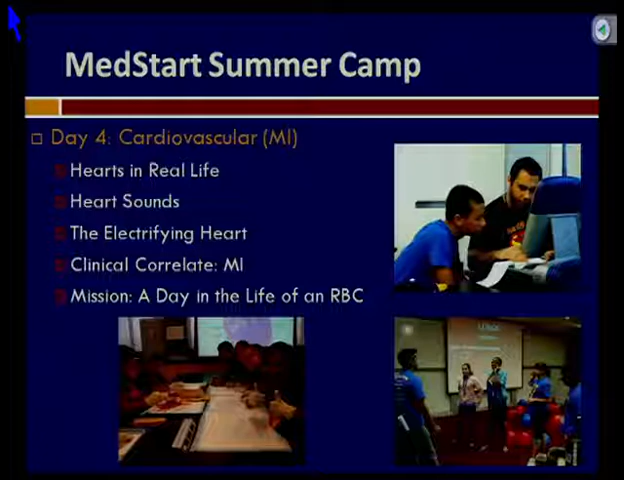 MedStart Summer Camp
Day 4: Cardiovascular (MI)
Hearts in Real Life
Heart Sounds
The Electrifying Heart
Clinical Correlate: MI
Mission: A Day in the Life of an RBC